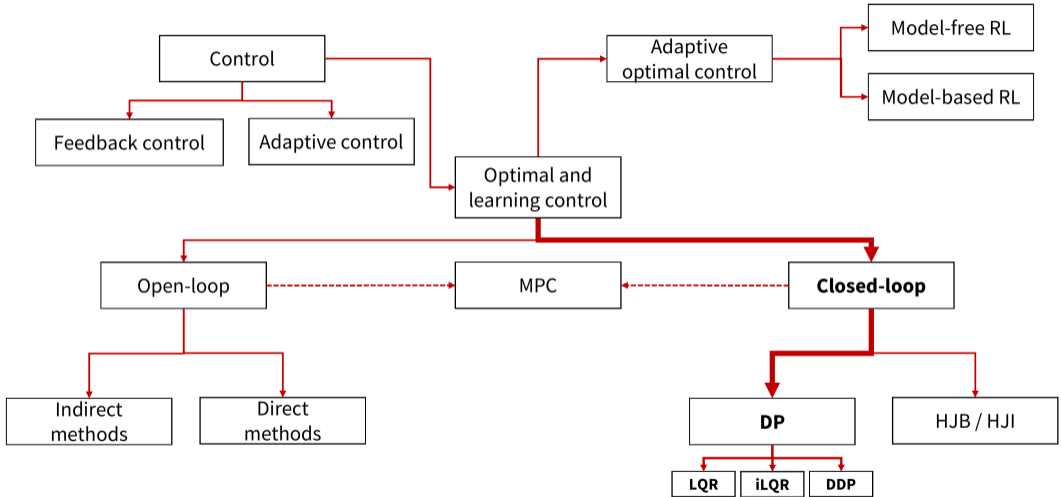 Model-free RL
Control
Adaptive
optimal control
Model-based RL
Feedback control
Adaptive control
Optimal and
learning control
Open-loop
MPC
Closed-loop
Indirect
methods
Direct
methods
DP
HJB / HJI
LQR
iLQR
DDP